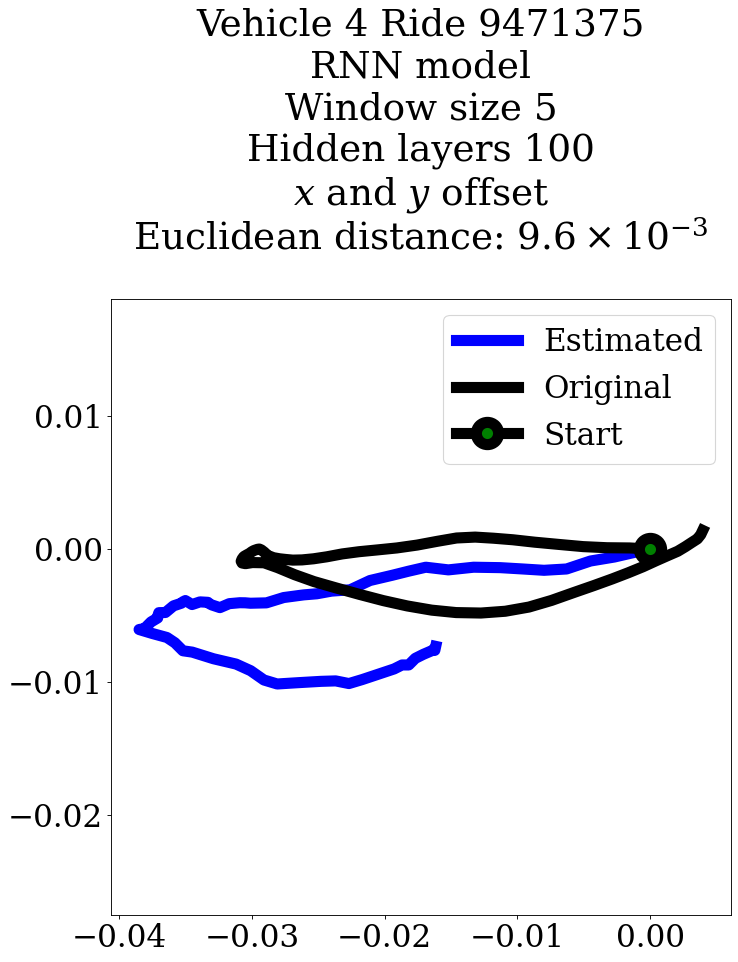 Vehicle 4 Ride 9471375
RNN model
Window size 5
Hidden layers 100
x and y offset
Euclidean distance: 9.6 × 10⁻³
Estimated
Original
Start
0.01
0.00
−0.01
−0.02
−0.04 −0.03 −0.02 −0.01 0.00